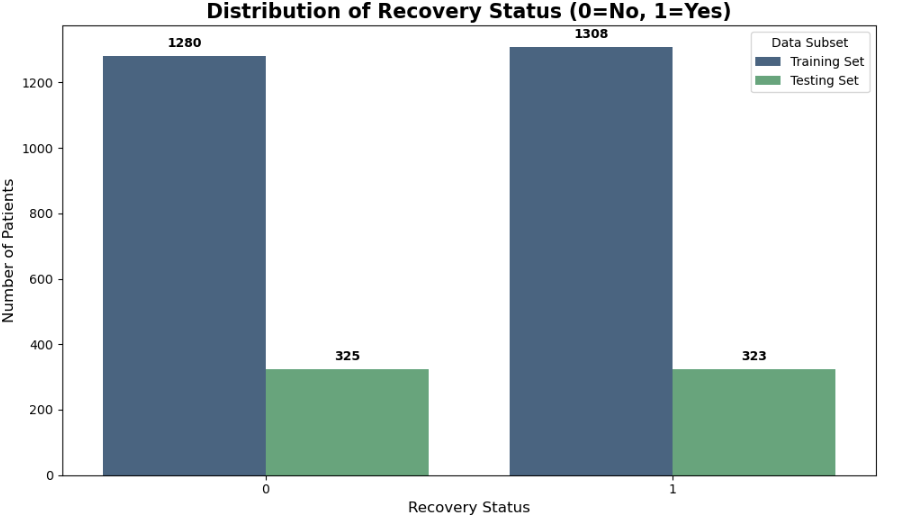 Distribution of Recovery Status (0=No, 1=Yes)
Data Subset
Training Set
Testing Set
1280
325
1308
323
Number of Patients
1200
1000
800
600
400
200
0
0
1
Recovery Status